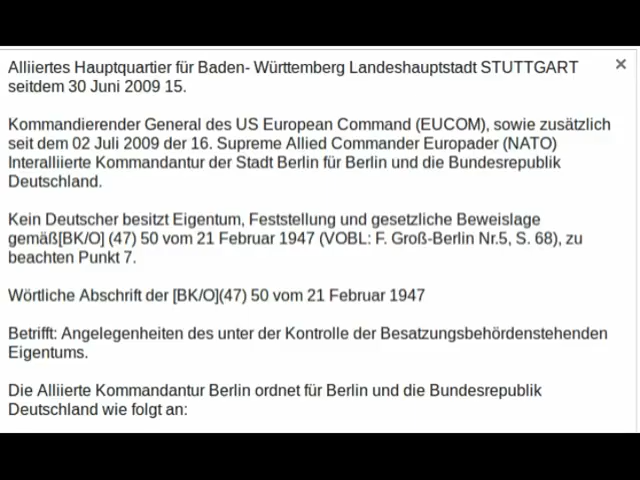 Alliiertes Hauptquartier für Baden- Württemberg Landeshauptstadt STUTTGART
seitdem 30 Juni 2009 15.
Kommandierender General des US European Command (EUCOM), sowie zusätzlich
seit dem 02 Juli 2009 der 16. Supreme Allied Commander Europader (NATO)
Interalliierte Kommandantur der Stadt Berlin für Berlin und die Bundesrepublik
Deutschland.
Kein Deutscher besitzt Eigentum, Feststellung und gesetzliche Beweislage
gemäß[BK/O] (47) 50 vom 21 Februar 1947 (VOBL: F. Groß-Berlin Nr.5, S. 68), zu
beachten Punkt 7.
Wörtliche Abschrift der [BK/O](47) 50 vom 21 Februar 1947
Betrifft: Angelegenheiten des unter der Kontrolle der Besatzungsbehördenstehenden
Eigentums.
Die Alliierte Kommandantur Berlin ordnet für Berlin und die Bundesrepublik
Deutschland wie folgt an: